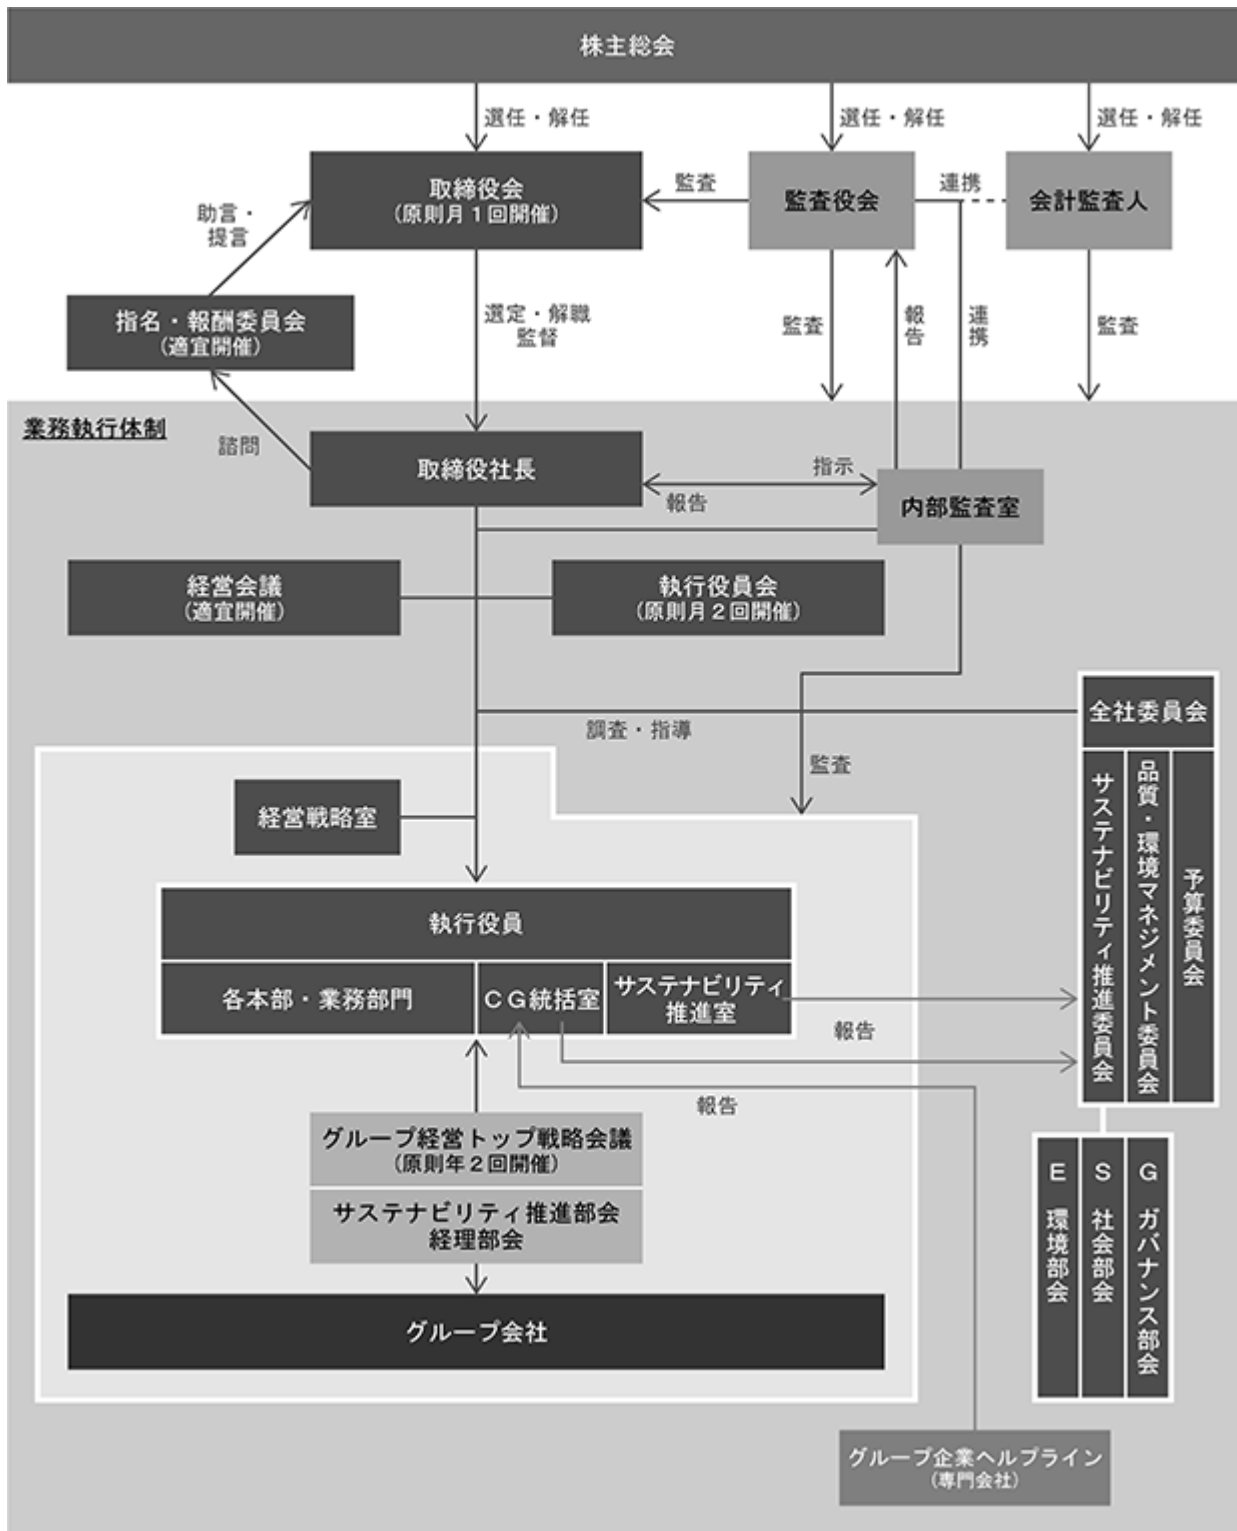 株主総会
選任・解任
選任・解任
選任・解任
取締役会
(原則月1回開催)
監査
監査役会
連携
会計監査人
助言・
提言
指名・報酬委員会
(適宜開催)
選定・解職
監督
監査
報告
連携
監査
業務執行体制
諮問
取締役社長
指示
報告
内部監査室
経営会議
(適宜開催)
執行役員会
(原則月2回開催)
全社委員会
調査・指導
監査
サステナビリティ推進委員会
品質・環境マネジメント委員会
予算委員会
経営戦略室
執行役員
各本部・業務部門
CG統括室
サステナビリティ
推進室
報告
報告
グループ経営トップ戦略会議
(原則年2回開催)
サステナビリティ推進部会
経理部会
E 環境部会
S 社会部会
G ガバナンス部会
グループ会社
グループ企業ヘルプライン
(専門会社)